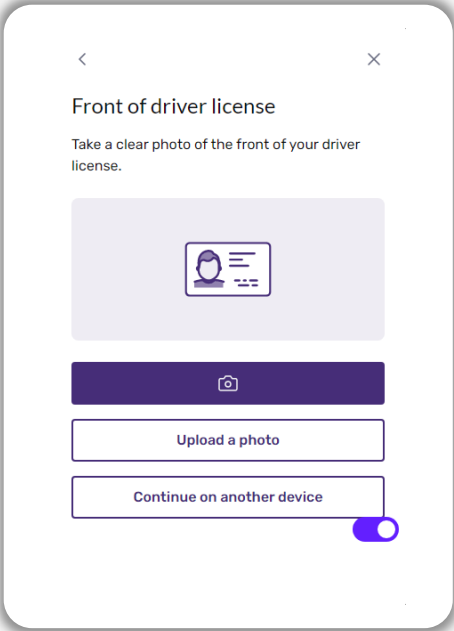 Front of driver license
Take a clear photo of the front of your driver
license.
Upload a photo
Continue on another device